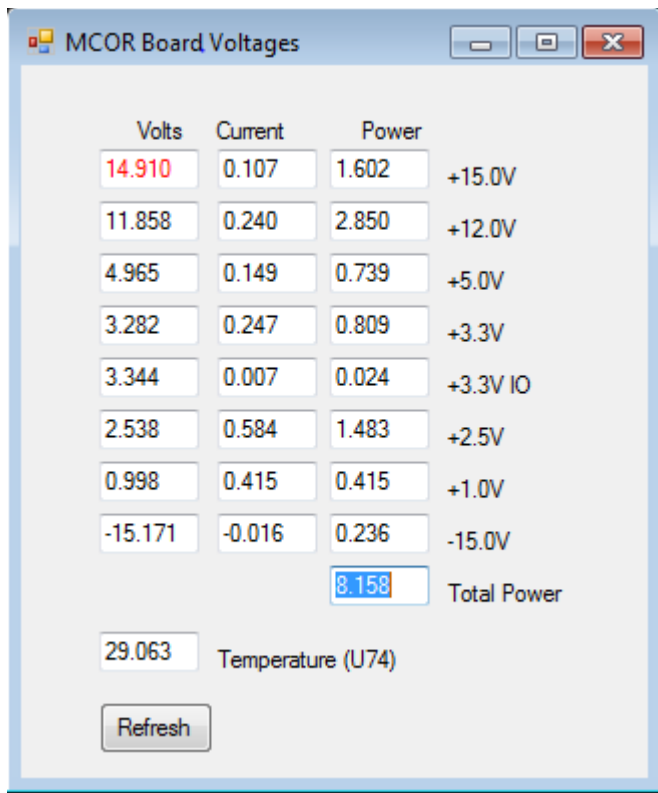 MCOR Board Voltages
Volts Current Power
14.910 0.107 1.602 +15.0V
11.858 0.240 2.850 +12.0V
4.965 0.149 0.739 +5.0V
3.282 0.247 0.809 +3.3V
3.344 0.007 0.024 +3.3V IO
2.538 0.584 1.483 +2.5V
0.998 0.415 0.415 +1.0V
-15.171 -0.016 0.236 -15.0V
8.158 Total Power
29.063 Temperature (U74)
Refresh